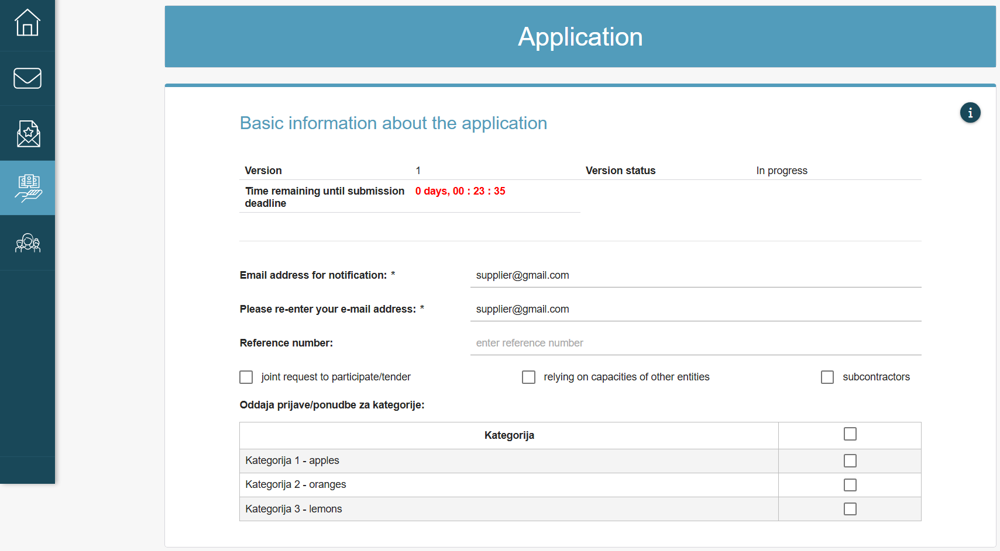 Application
Basic information about the application
Version 1 Version status In progress
Time remaining until submission deadline 0 days, 00 : 23 : 35
Email address for notification: * supplier@gmail.com
Please re-enter your e-mail address: * supplier@gmail.com
Reference number: enter reference number
joint request to participate/tender relying on capacities of other entities subcontractors
Oddaja prijave/ponudbe za kategorije:
Kategorija
Kategorija 1 - apples
Kategorija 2 - oranges
Kategorija 3 - lemons